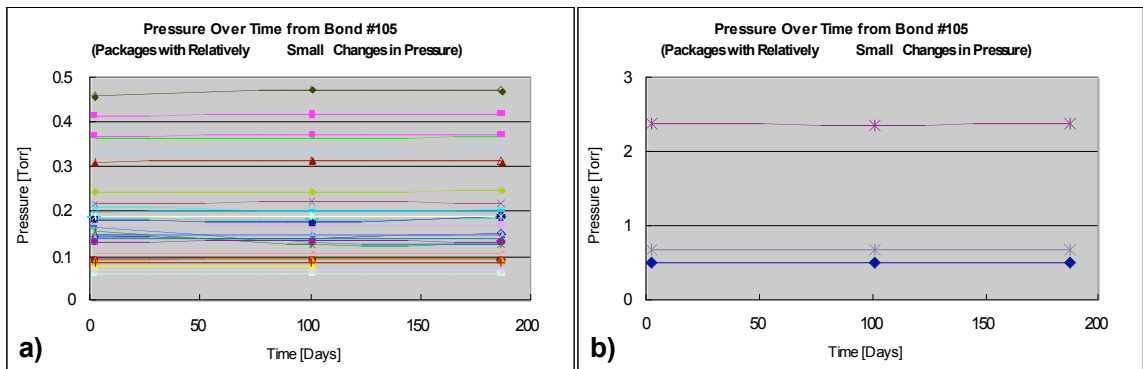 Pressure Over Time from Bond #105
(Packages with Relatively Small Changes in Pressure)
0.5
0.4
0.3
0.2
0.1
0
Pressure [Torr]
0
50
100
150
200
Time [Days]
a)
Pressure Over Time from Bond #105
(Packages with Relatively Small Changes in Pressure)
3
2
1
0
Pressure [Torr]
0
50
100
150
200
Time [Days]
b)